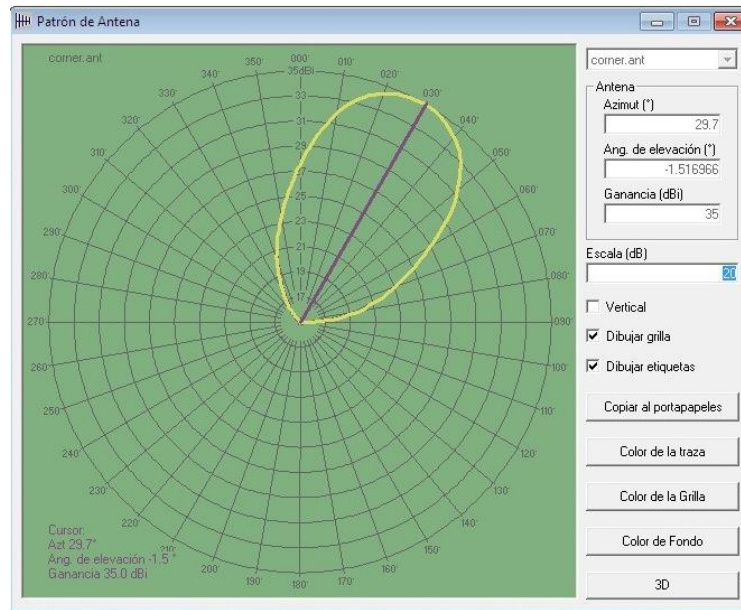 Patrón de Antena
corner.ant
000°
010°
020°
030°
040°
050°
060°
070°
080°
090°
100°
110°
120°
130°
140°
150°
160°
170°
180°
190°
200°
210°
220°
230°
240°
250°
260°
270°
280°
290°
300°
310°
320°
330°
340°
350°
35dBi
33
31
29
27
25
23
21
19
17
Cursor:
Azt 29.7°
Ang. de elevación -1.5 °
Ganancia 35.0 dBi
corner.ant
Antena
Azimut (°)
29.7
Ang. de elevación (°)
-1.516966
Ganancia (dBi)
35
Escala (dB)
20
Vertical
Dibujar grilla
Dibujar etiquetas
Copiar al portapapeles
Color de la traza
Color de la Grilla
Color de Fondo
3D